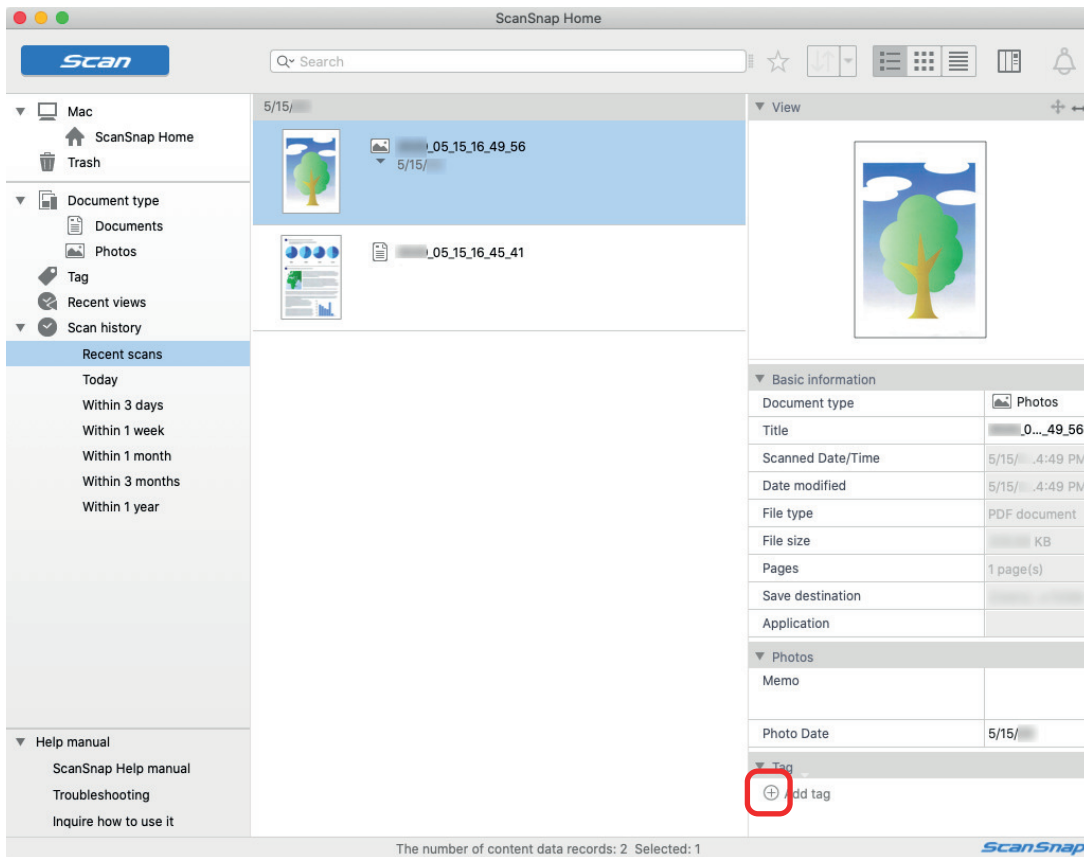 ScanSnap Home
Scan
Search
Mac
ScanSnap Home
Trash
Document type
Documents
Photos
Tag
Recent views
Scan history
Recent scans
Today
Within 3 days
Within 1 week
Within 1 month
Within 3 months
Within 1 year
Help manual
ScanSnap Help manual
Troubleshooting
Inquire how to use it
5/15/
_05_15_16_49_56
5/15/
_05_15_16_45_41
View
Basic information
Document type Photos
Title _0..._49_56
Scanned Date/Time 5/15/ 4:49 PM
Date modified 5/15/ 4:49 PM
File type PDF document
File size KB
Pages 1 page(s)
Save destination
Application
Photos
Memo
Photo Date 5/15/
Tag
Add tag
The number of content data records: 2 Selected: 1
ScanSnap